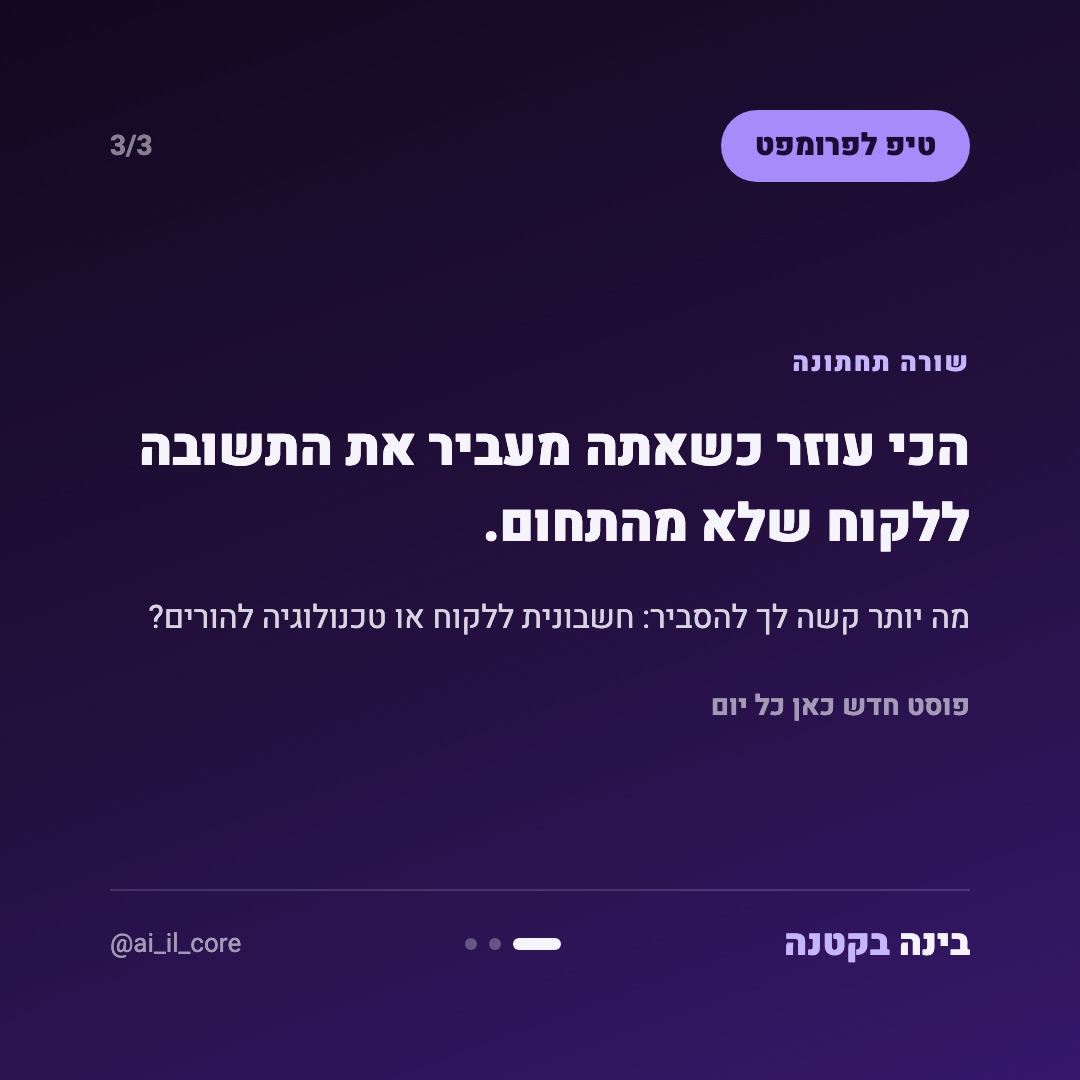 טיפ לפרומפט
3/3
שורה תחתונה
הכי עוזר כשאתה מעביר את התשובה
ללקוח שלא מהתחום.
מה יותר קשה לך להסביר: חשבונית ללקוח או טכנולוגיה להורים?
פוסט חדש כאן כל יום
בינה בקטנה
@ai_il_core